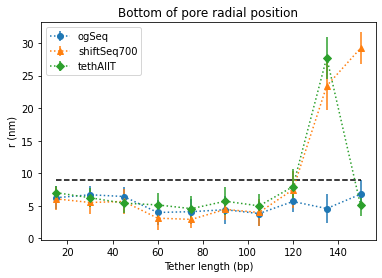 Bottom of pore radial position
ogSeq
shiftSeq700
tethAllT
r (nm)
30
25
20
15
10
5
0
20 40 60 80 100 120 140
Tether length (bp)